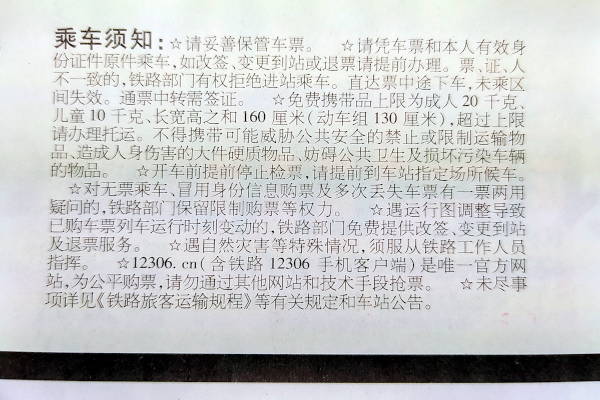 乘车须知:☆请妥善保管车票。 ☆请凭车票和本人有效身
份证件原件乘车,如改签、变更到站或退票请提前办理。票、证、人
不一致的,铁路部门有权拒绝进站乘车。直达票中途下车,未乘区
间失效。通票中转需签证。 ☆免费携带品上限为成人 20 千克、
儿童 10 千克、长宽高之和 160 厘米(动车组 130 厘米),超过上限
请办理托运。不得携带可能威胁公共安全的禁止或限制运输物
品、造成人身伤害的大件硬质物品、妨碍公共卫生及损坏污染车辆
的物品。 ☆开车前提前停止检票,请提前到车站指定场所候车。
☆对无票乘车、冒用身份信息购票及多次丢失车票有一票两用
疑问的,铁路部门保留限制购票等权力。 ☆遇运行图调整导致
已购车票列车运行时刻变动的,铁路部门免费提供改签、变更到站
及退票服务。 ☆遇自然灾害等特殊情况,须服从铁路工作人员
指挥。 ☆12306.cn(含铁路 12306 手机客户端)是唯一官方网
站,为公平购票,请勿通过其他网站和技术手段抢票。 ☆未尽事
项详见《铁路旅客运输规程》等有关规定和车站公告。